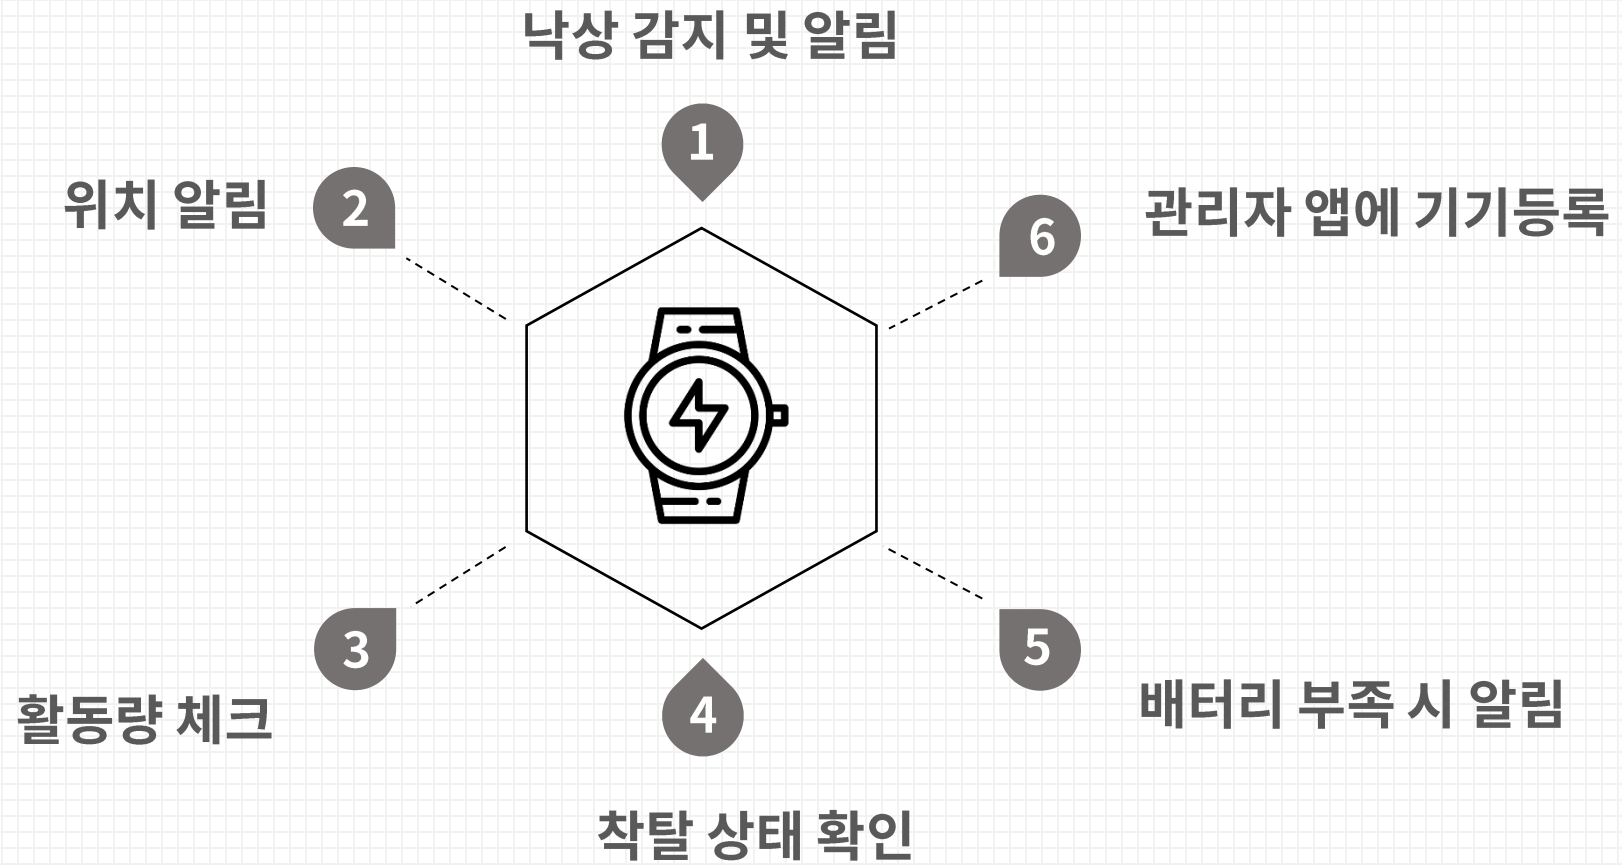 낙상 감지 및 알림
1
위치 알림
2
6
관리자 앱에 기기등록
3
활동량 체크
4
착탈 상태 확인
5
배터리 부족 시 알림